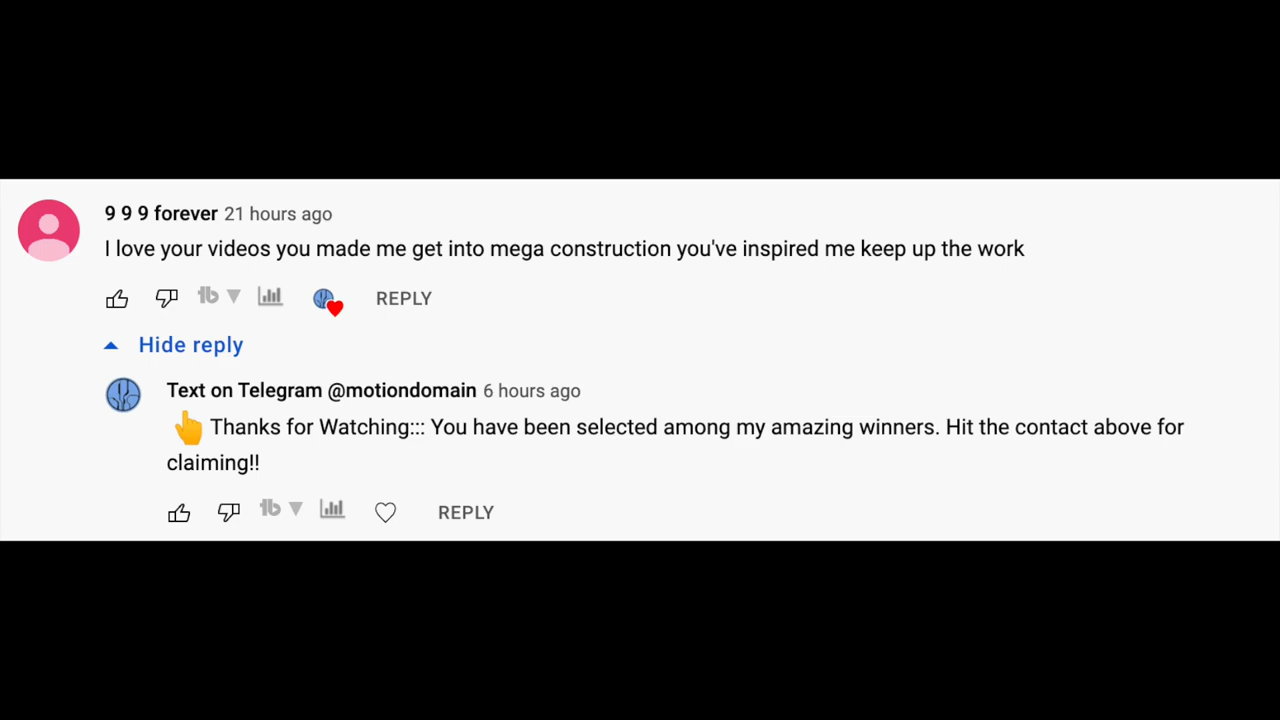 9 9 9 forever 21 hours ago
I love your videos you made me get into mega construction you've inspired me keep up the work
tb REPLY
Hide reply
Text on Telegram @motiondomain 6 hours ago
👆 Thanks for Watching::: You have been selected among my amazing winners. Hit the contact above for
claiming!!
tb REPLY